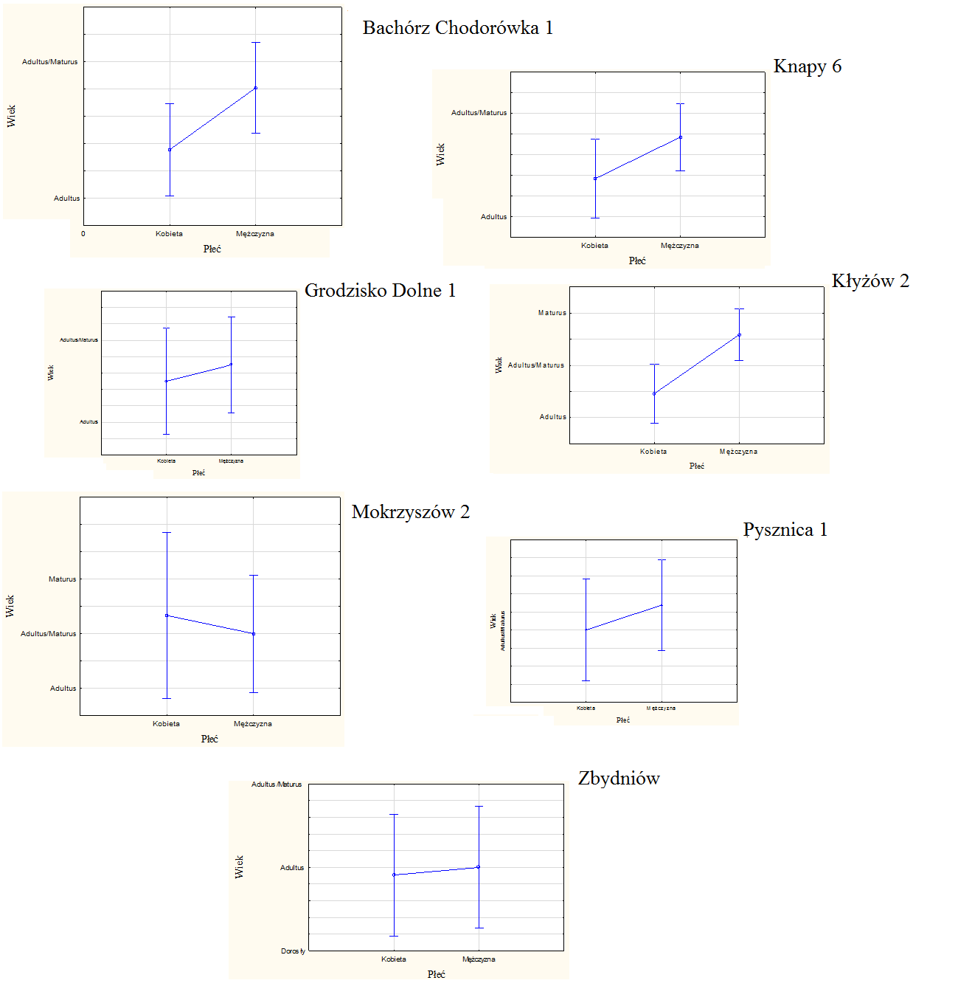 Bachórz Chodorówka 1
Adultus/Maturus
Wiek
Adultus
0
Kobieta
Mężczyzna
Płeć
Knapy 6
Adultus/Maturus
Wiek
Adultus
Kobieta
Mężczyzna
Płeć
Grodzisko Dolne 1
Adultus/Maturus
Wiek
Adultus
Kobieta
Mężczyzna
Płeć
Kłyżów 2
Maturus
Wiek
Adultus/Maturus
Adultus
Kobieta
Mężczyzna
Płeć
Mokrzyszów 2
Maturus
Wiek
Adultus/Maturus
Adultus
Kobieta
Mężczyzna
Płeć
Pysznica 1
Wiek
Adultus/Maturus
Kobieta
Mężczyzna
Płeć
Zbydniów
Adultus/Maturus
Wiek
Adultus
Dorosły
Kobieta
Mężczyzna
Płeć